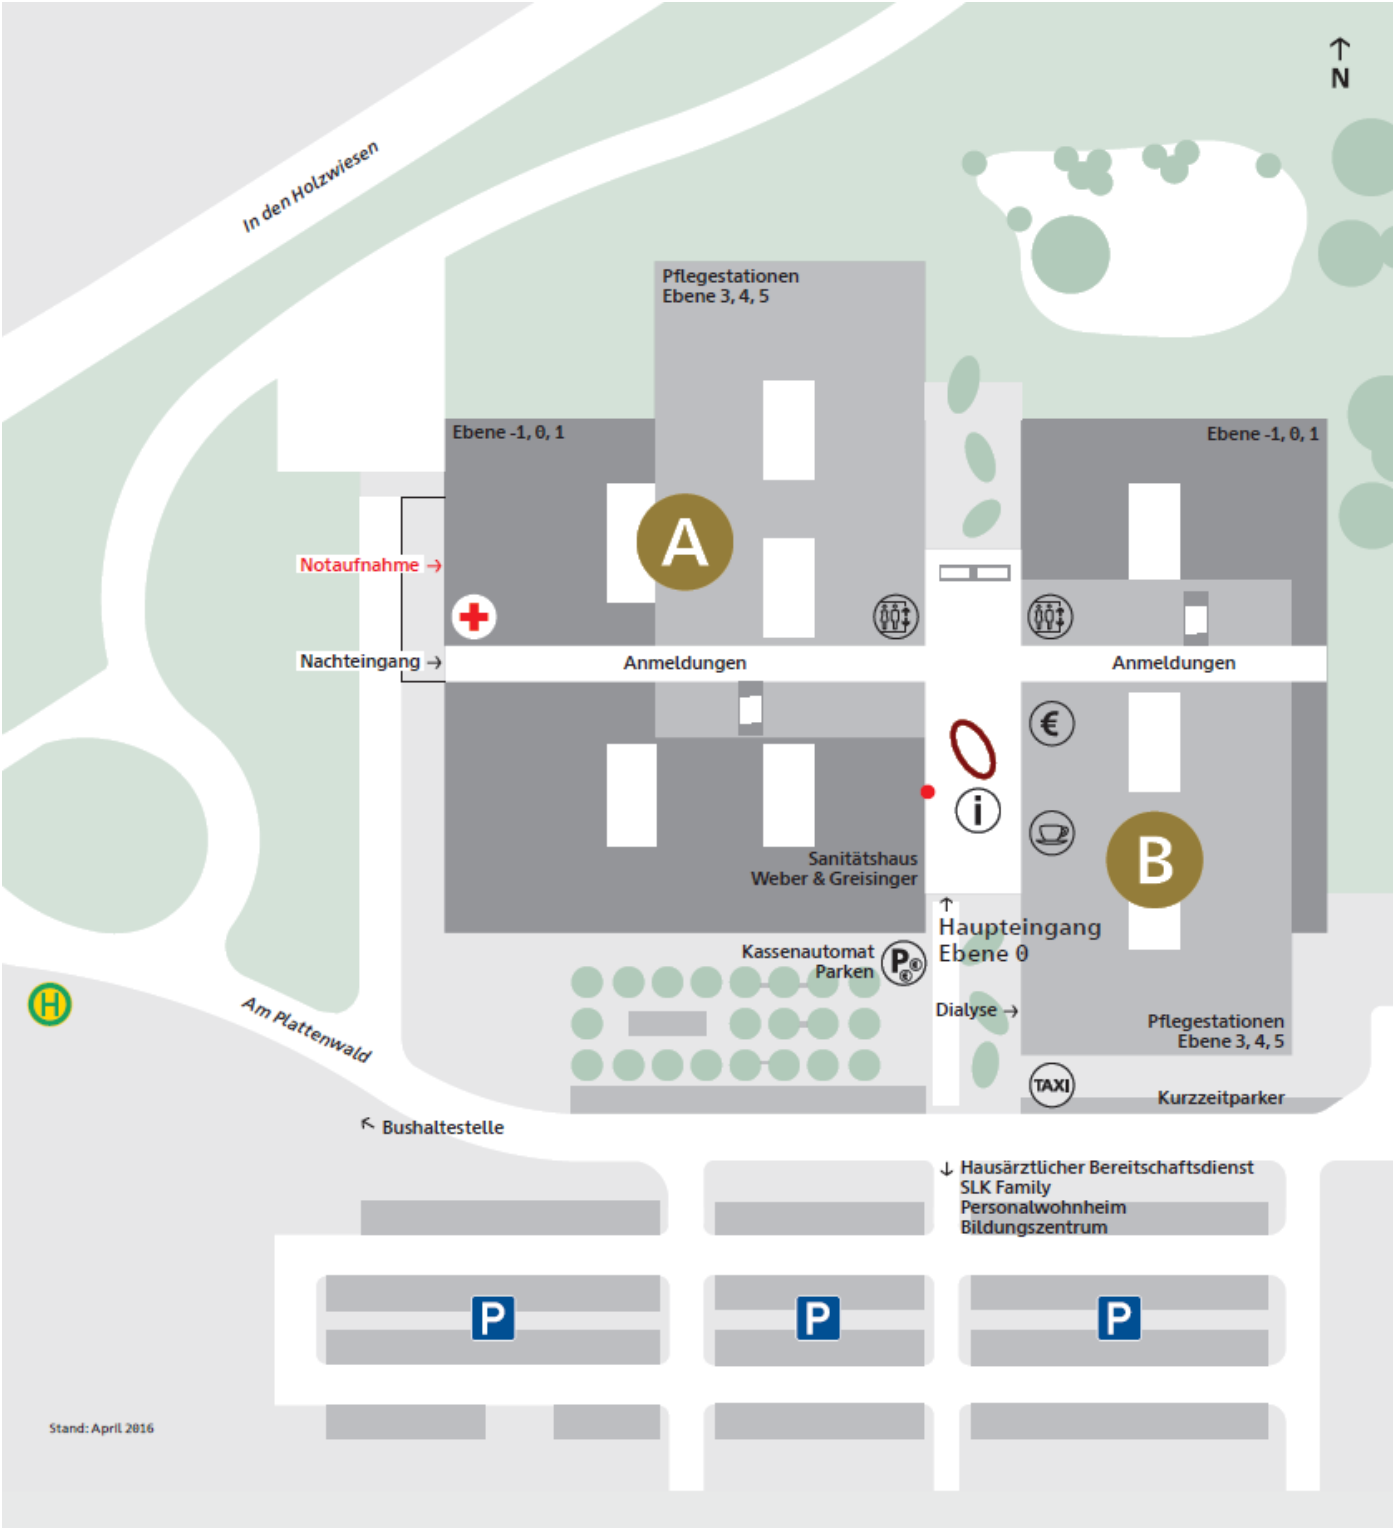 N
In den Holzwiesen
Pflegestationen
Ebene 3, 4, 5
Ebene -1, 0, 1
Ebene -1, 0, 1
A
Notaufnahme →
Nachteingang →
Anmeldungen
Anmeldungen
€
i
B
Sanitätshaus
Weber & Greisinger
Haupteingang
Ebene 0
Kassenautomat
Parken
P€€
H
Am Plattenwald
Dialyse →
Pflegestationen
Ebene 3, 4, 5
TAXI
Kurzzeitparker
Bushaltestelle
Hausärztlicher Bereitschaftsdienst
SLK Family
Personalwohnheim
Bildungszentrum
P
P
P
Stand: April 2016